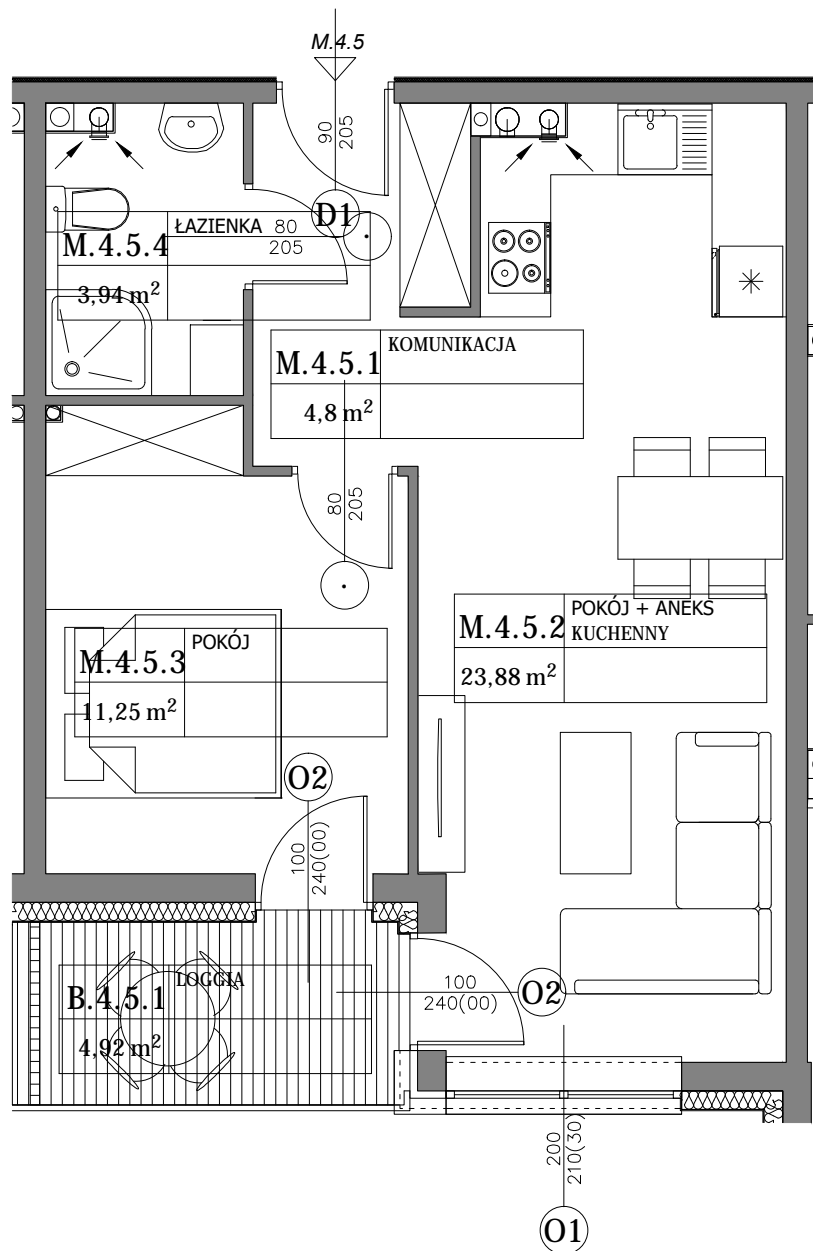 M.4.5
90
205
D1
ŁAZIENKA
80
205
M.4.5.4
3,94 m²
KOMUNIKACJA
M.4.5.1
4,8 m²
80
205
POKÓJ + ANEKS
KUCHENNY
M.4.5.2
23,88 m²
POKÓJ
M.4.5.3
11,25 m²
O2
100
240(00)
LOGGIA
B.4.5.1
4,92 m²
100
240(00)
O2
200
210(30)
O1